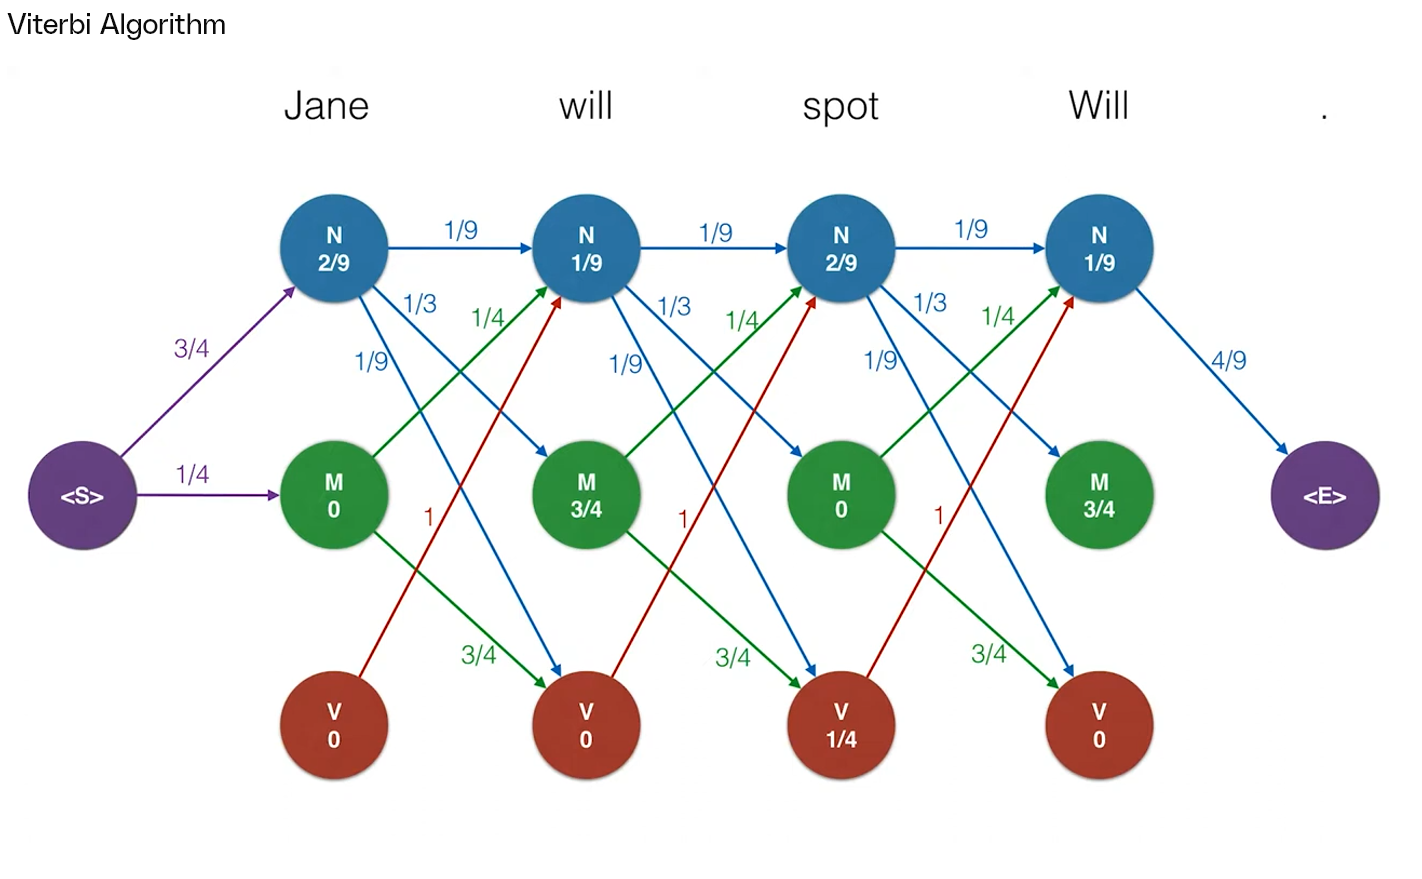 Viterbi Algorithm
Jane will spot Will .
N N N N
2/9 1/9 2/9 1/9
1/9 1/9 1/9
3/4 1/3 1/4 1/3 1/4 1/3 1/4
1/9 1/9 1/9 4/9
1/4
<S> M M M M <E>
0 3/4 0 3/4
1 1 1
3/4 3/4 3/4
V V V V
0 0 1/4 0